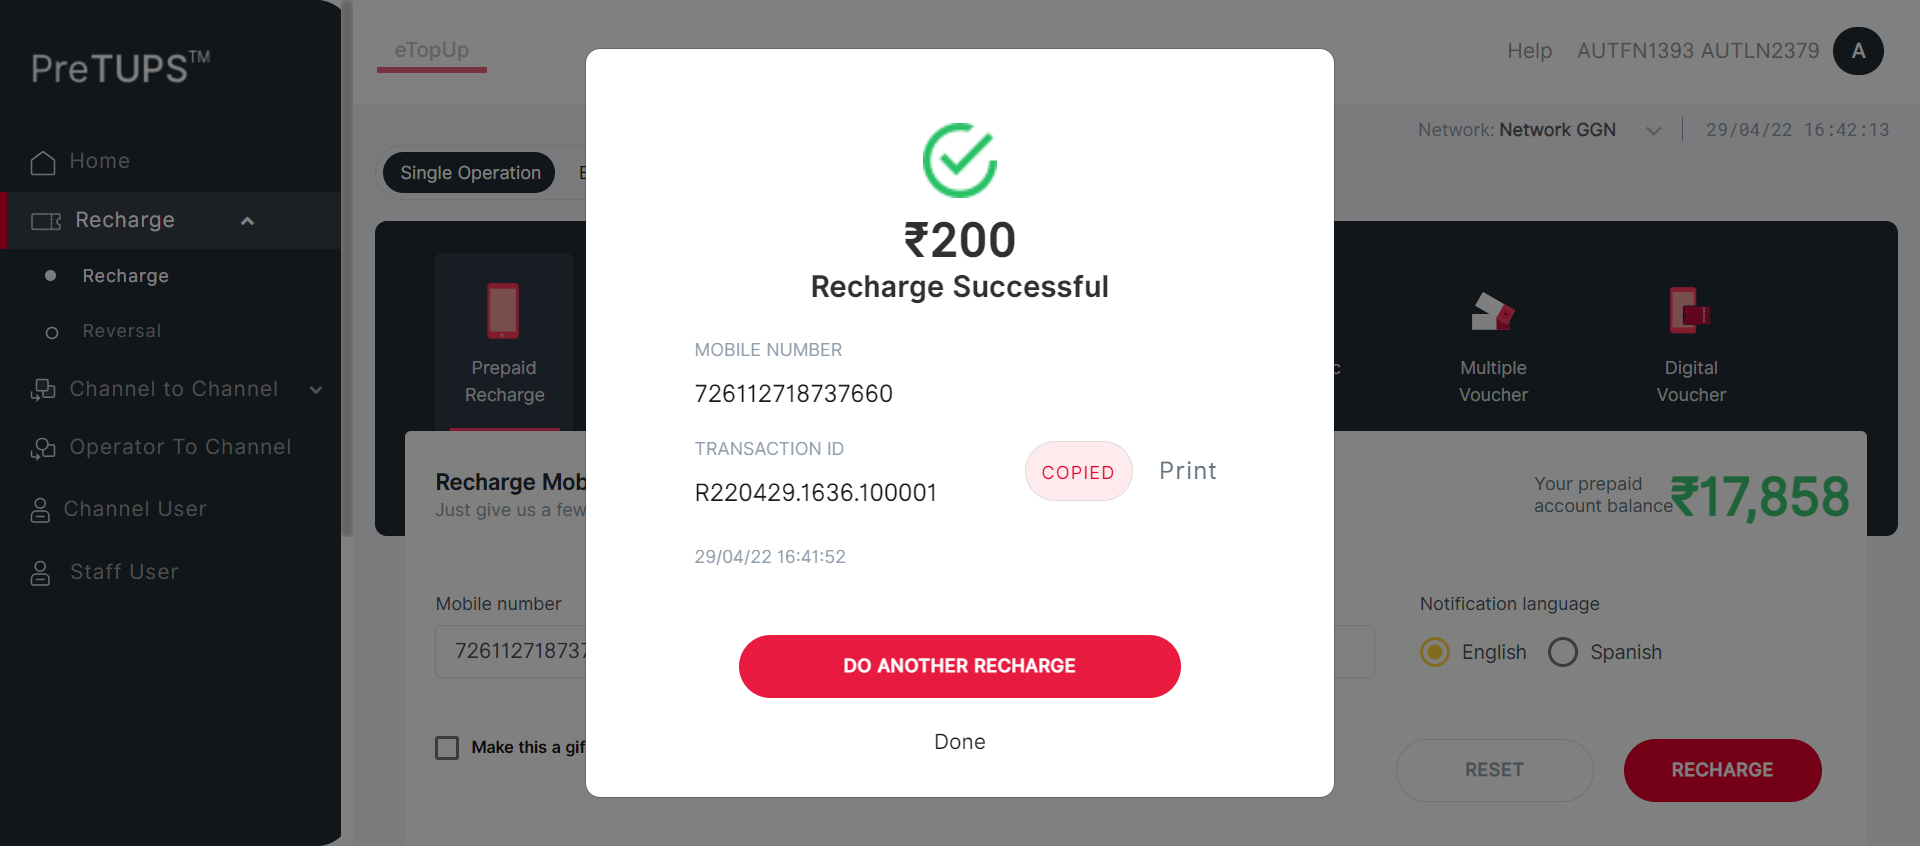 PreTUPS™
Home
Recharge
Recharge
Reversal
Channel to Channel
Operator To Channel
Channel User
Staff User
eTopUp
Help AUTFN1393 AUTLN2379 A
Network: Network GGN 29/04/22 16:42:13
Single Operation
Prepaid
Recharge
Multiple
Voucher
Digital
Voucher
Recharge Mob
Just give us a few
Your prepaid
account balance ₹17,858
Mobile number
72611271873
Notification language
English Spanish
Make this a gif
RESET RECHARGE
₹200
Recharge Successful
MOBILE NUMBER
726112718737660
TRANSACTION ID
R220429.1636.100001
COPIED Print
29/04/22 16:41:52
DO ANOTHER RECHARGE
Done